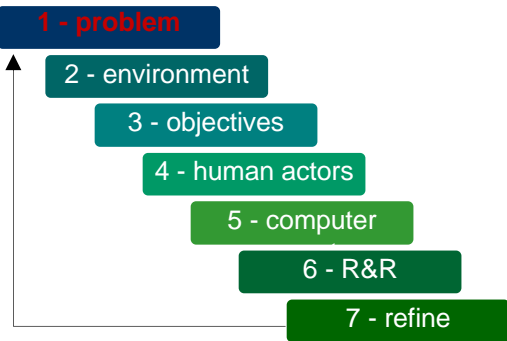 1 - problem
2 - environment
3 - objectives
4 - human actors
5 - computer
6 - R&R
7 - refine